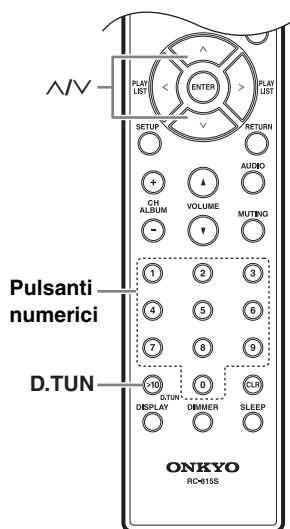 ∧/∨
PLAY LIST
ENTER
PLAY LIST
SETUP
RETURN
AUDIO
+
CH ALBUM
VOLUME
MUTING
-
1 2 3
4 5 6
7 8 9
Pulsanti
numerici
D.TUN
>10 0 CLR
D.TUN
DISPLAY DIMMER SLEEP
ONKYO
RC-815S